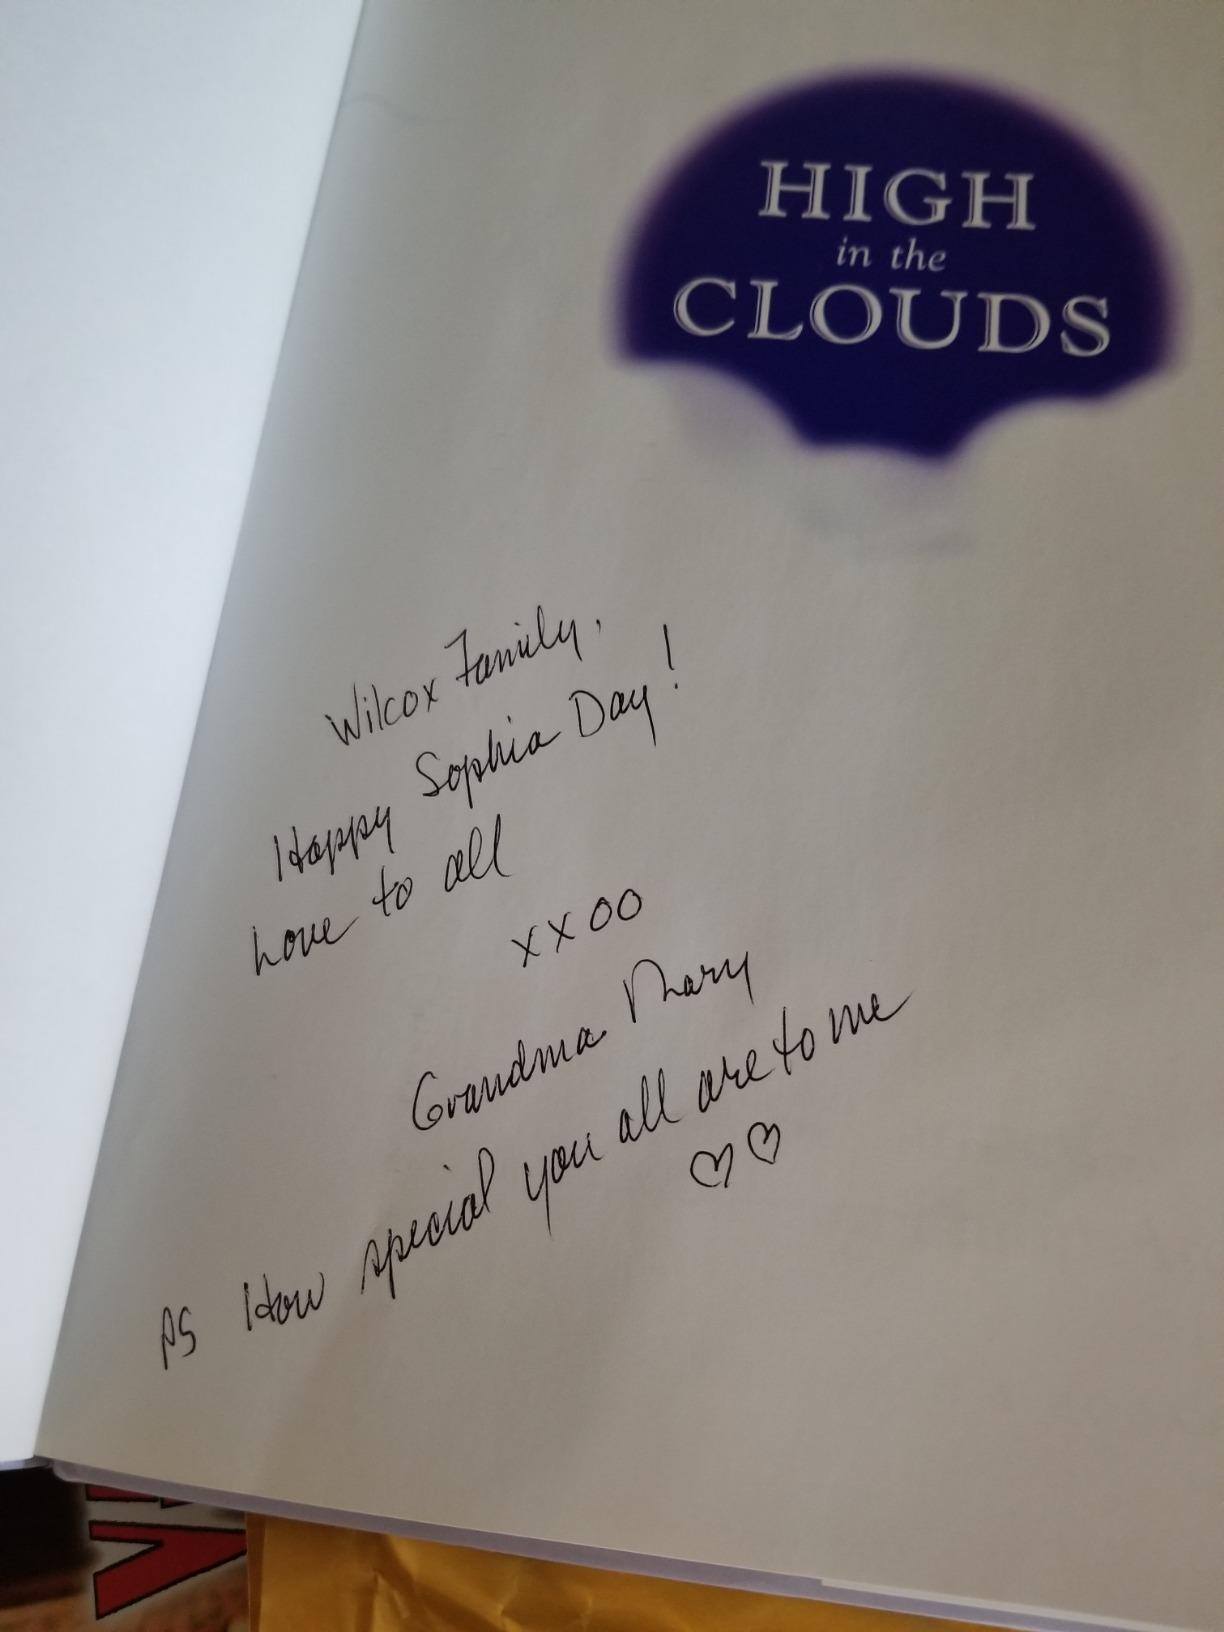 HIGH
in the
CLOUDS
Wilcox Family,
Happy Sophia Day!
Love to all
xxoo
Grandma Mary
PS How special you all are to me
♡♡